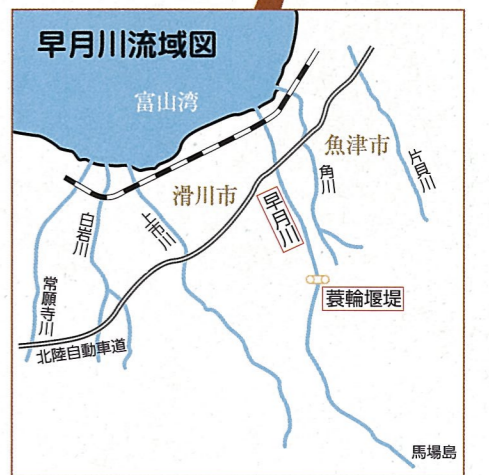 早月川流域図
富山湾
魚津市
片貝川
角川
滑川市
早月川
上市川
白岩川
常願寺川
蓑輪堰堤
北陸自動車道
馬場島